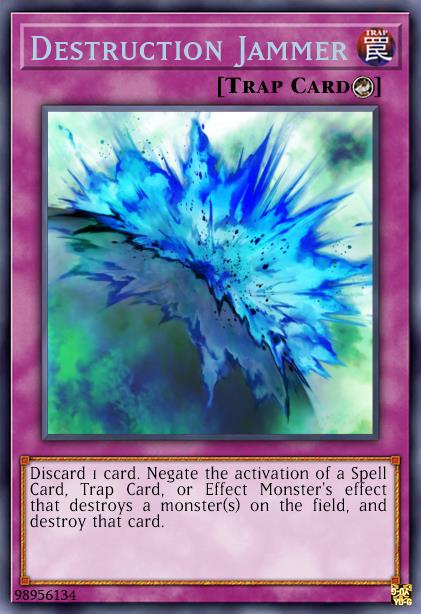 Destruction Jammer
TRAP
罠
[Trap Card]
Discard 1 card. Negate the activation of a Spell
Card, Trap Card, or Effect Monster's effect
that destroys a monster(s) on the field, and
destroy that card.
98956134